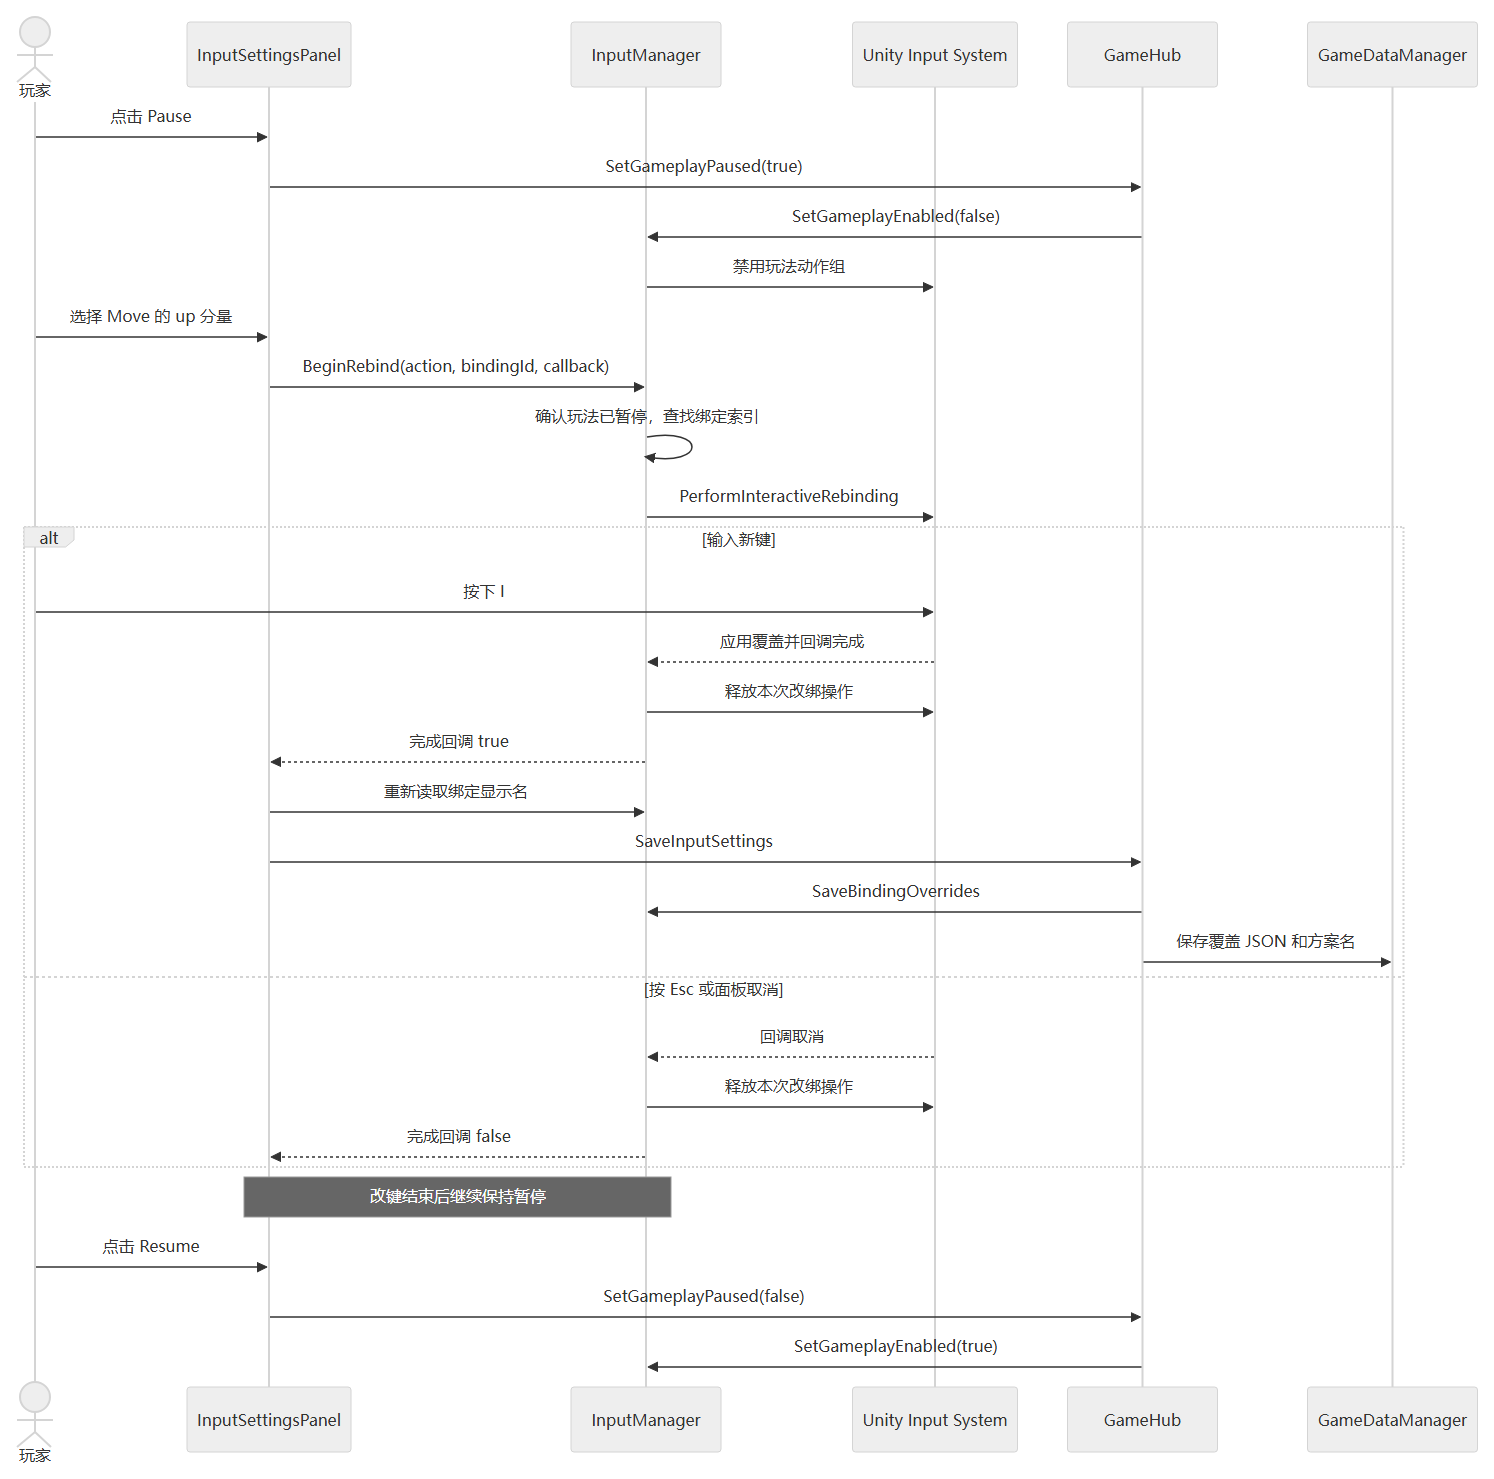 玩家
InputSettingsPanel
InputManager
Unity Input System
GameHub
GameDataManager
点击 Pause
SetGameplayPaused(true)
SetGameplayEnabled(false)
禁用玩法动作组
选择 Move 的 up 分量
BeginRebind(action, bindingId, callback)
确认玩法已暂停，查找绑定索引
PerformInteractiveRebinding
alt
[输入新键]
按下 I
应用覆盖并回调完成
释放本次改绑操作
完成回调 true
重新读取绑定显示名
SaveInputSettings
SaveBindingOverrides
保存覆盖 JSON 和方案名
[按 Esc 或面板取消]
回调取消
释放本次改绑操作
完成回调 false
改键结束后继续保持暂停
点击 Resume
SetGameplayPaused(false)
SetGameplayEnabled(true)
玩家
InputSettingsPanel
InputManager
Unity Input System
GameHub
GameDataManager